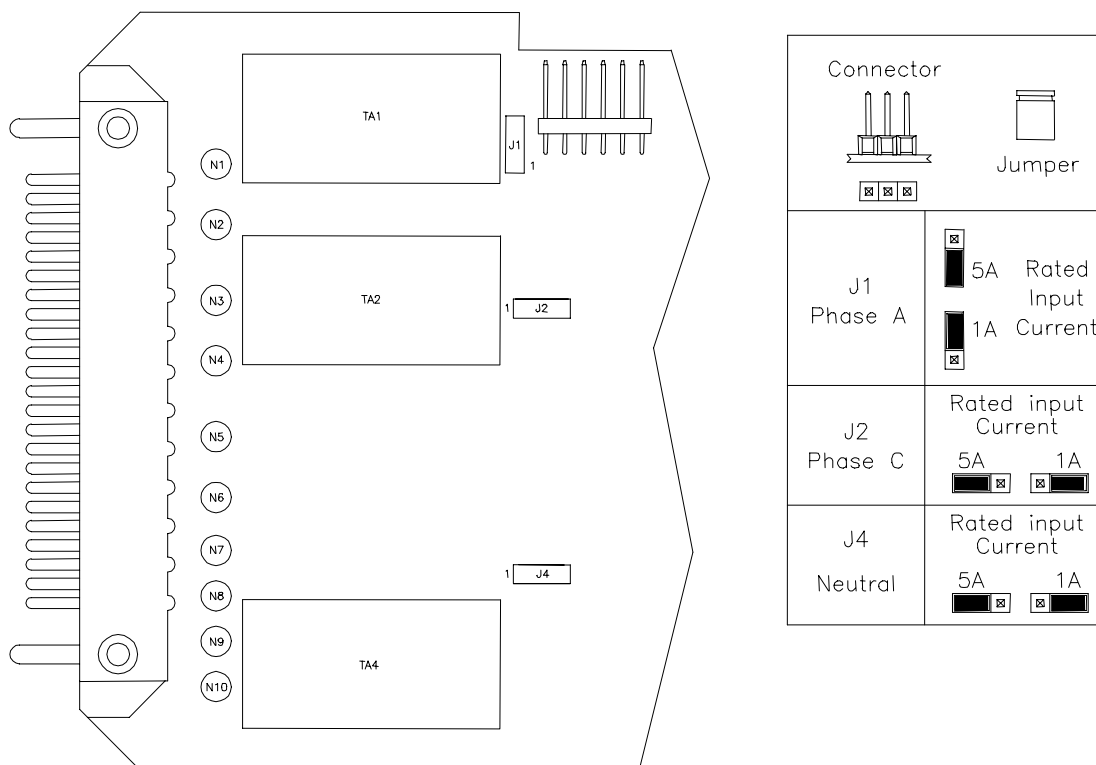 TA1
J1
1
N1
N2
TA2
N3
1 J2
N4
N5
N6
N7
1 J4
N8
N9
TA4
N10
Connector
Jumper
J1
Phase A
5A
1A
Rated
Input
Current
J2
Phase C
Rated input
Current
5A 1A
J4
Neutral
Rated input
Current
5A 1A